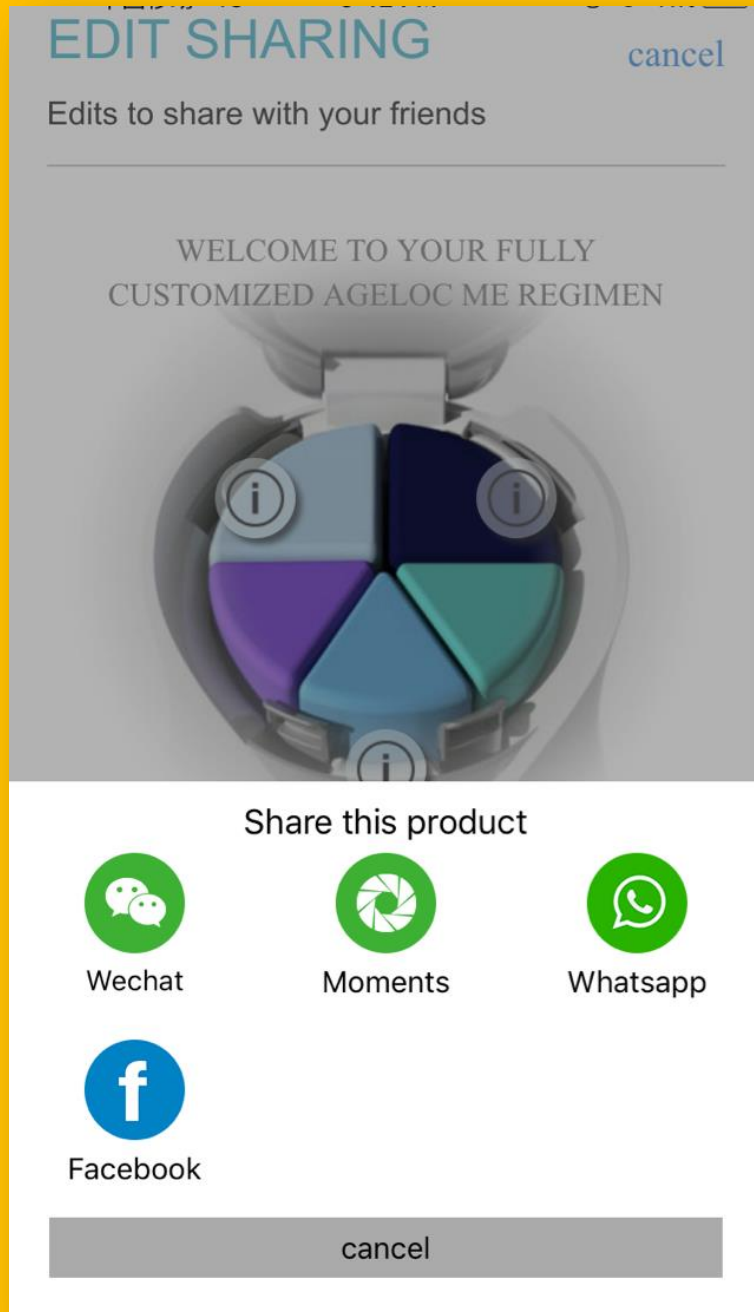 EDIT SHARING
cancel
Edits to share with your friends
WELCOME TO YOUR FULLY
CUSTOMIZED AGELOC ME REGIMEN
i
i
i
Share this product
Wechat
Moments
Whatsapp
f
Facebook
cancel